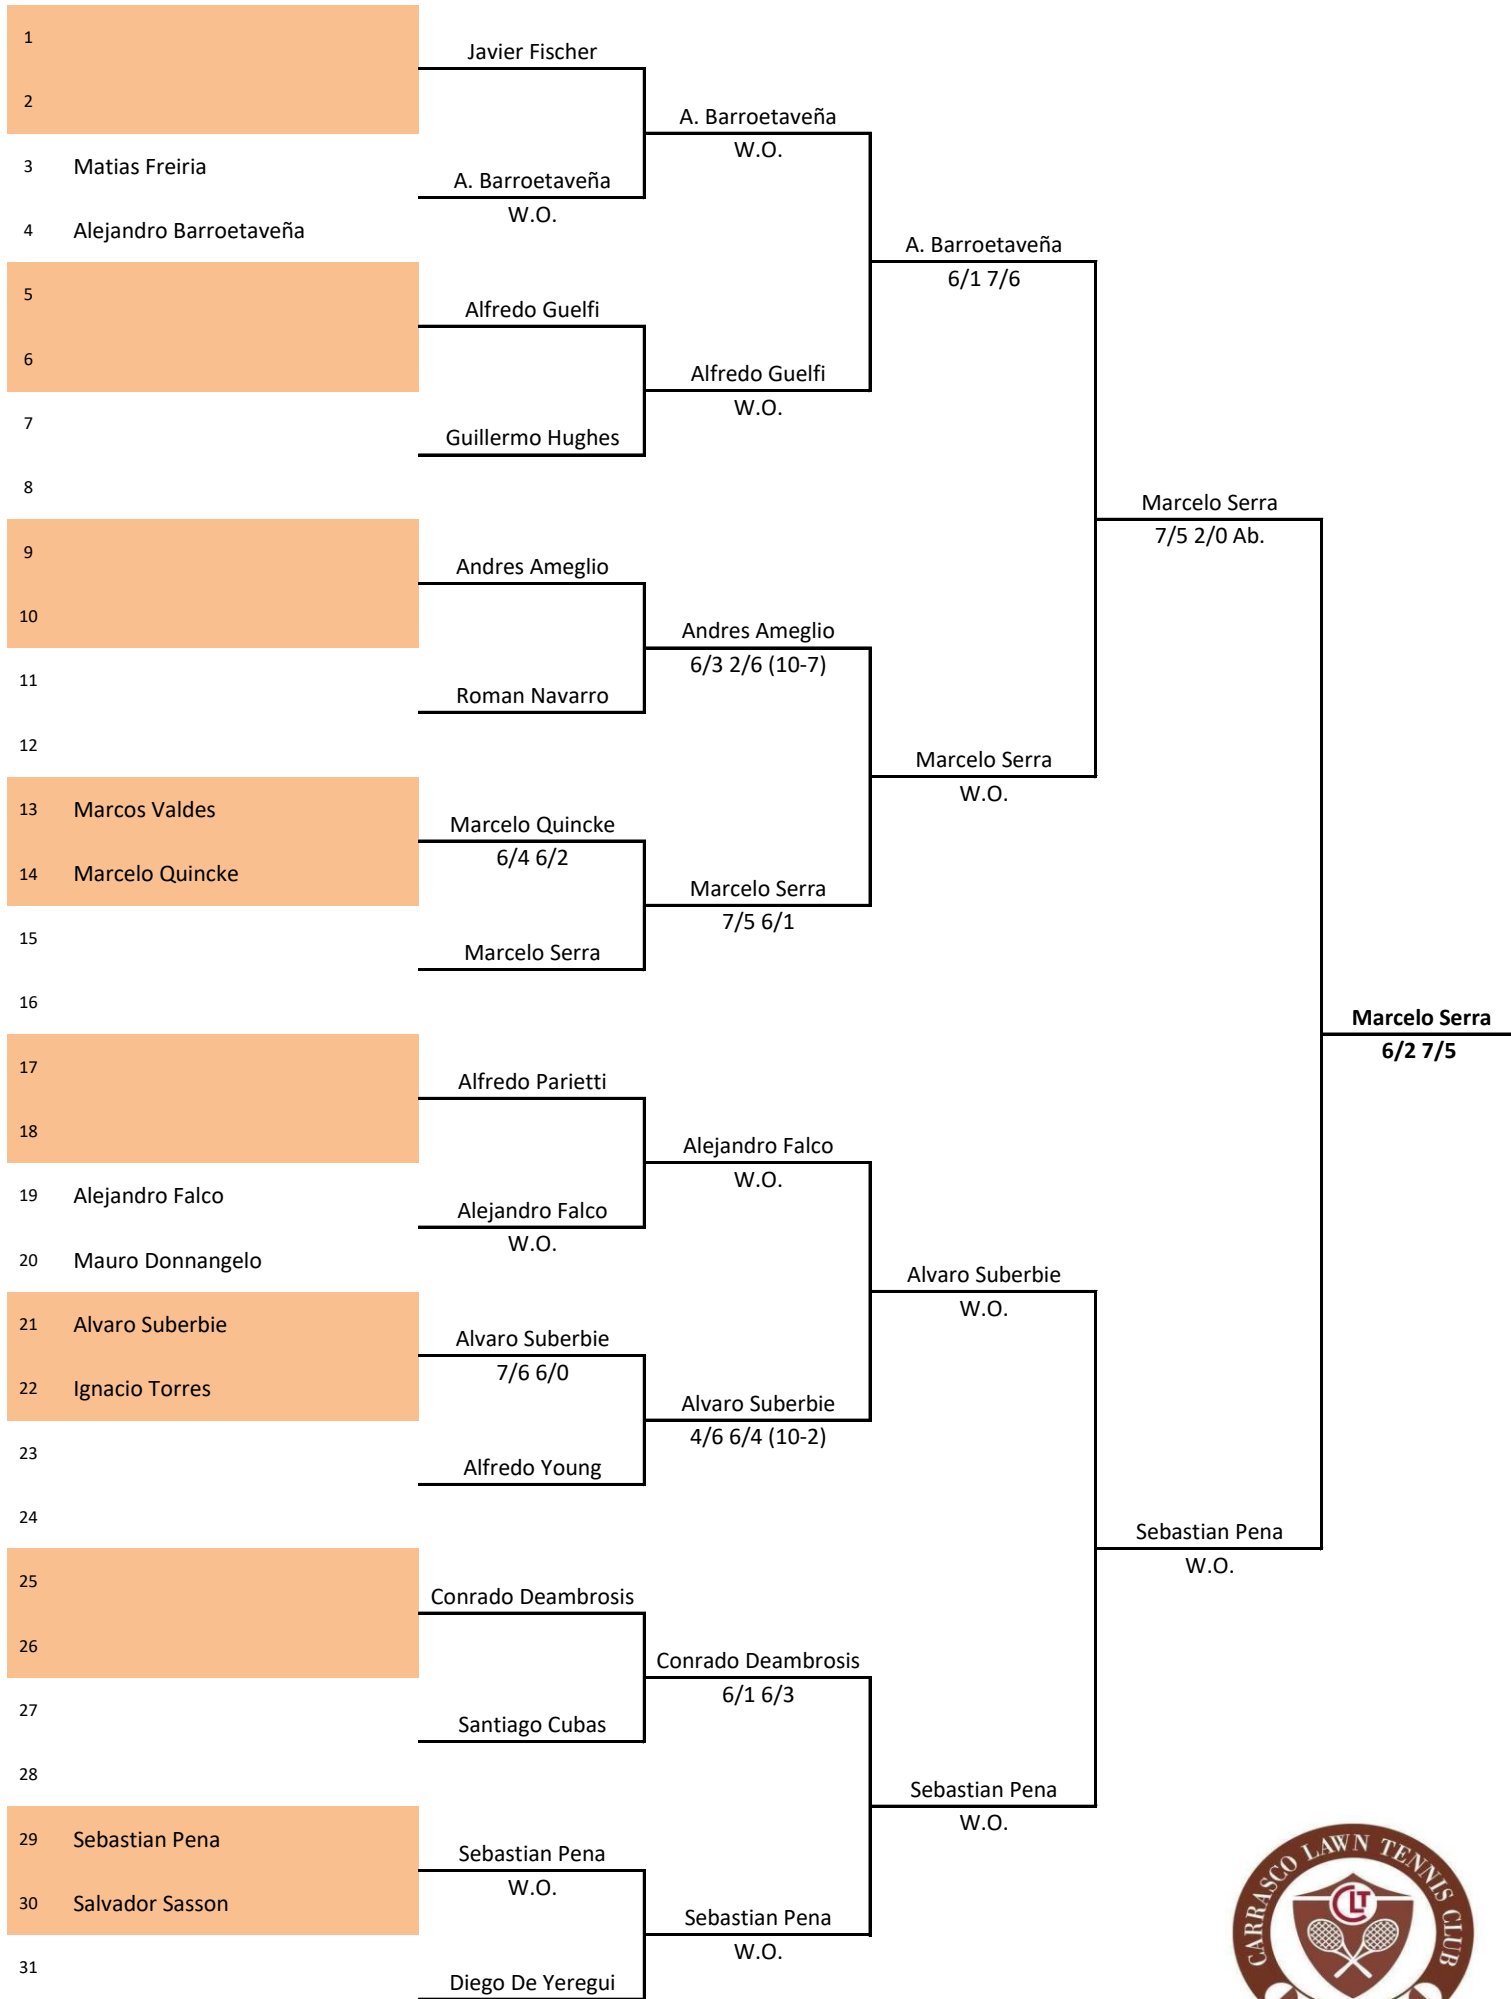 1
Javier Fischer
2
A. Barroetaveña
W.O.
3 Matias Freiria
A. Barroetaveña
W.O.
4 Alejandro Barroetaveña
A. Barroetaveña
6/1 7/6
5
Alfredo Guelfi
6
Alfredo Guelfi
W.O.
7
Guillermo Hughes
8
Marcelo Serra
7/5 2/0 Ab.
9
Andres Ameglio
10
Andres Ameglio
6/3 2/6 (10-7)
11
Roman Navarro
12
Marcelo Serra
W.O.
13 Marcos Valdes
Marcelo Quincke
6/4 6/2
14 Marcelo Quincke
Marcelo Serra
7/5 6/1
15
Marcelo Serra
16
Marcelo Serra
6/2 7/5
17
Alfredo Parietti
18
Alejandro Falco
W.O.
19 Alejandro Falco
Alejandro Falco
W.O.
20 Mauro Donnangelo
Alvaro Suberbie
W.O.
21 Alvaro Suberbie
Alvaro Suberbie
7/6 6/0
22 Ignacio Torres
Alvaro Suberbie
4/6 6/4 (10-2)
23
Alfredo Young
24
Sebastian Pena
W.O.
25
Conrado Deambrosis
26
Conrado Deambrosis
6/1 6/3
27
Santiago Cubas
28
Sebastian Pena
W.O.
29 Sebastian Pena
Sebastian Pena
W.O.
30 Salvador Sasson
Sebastian Pena
W.O.
31
Diego De Yeregui
CARRASCO LAWN TENNIS CLUB
CLT